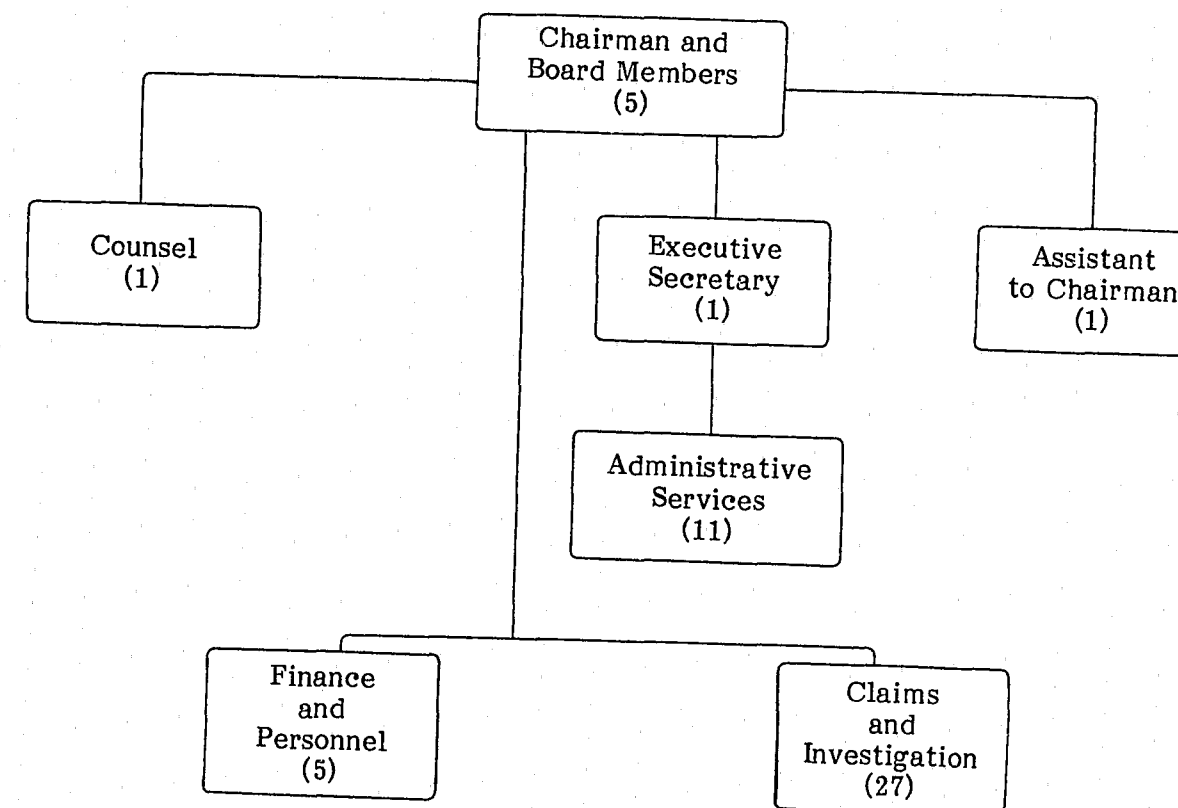 Chairman and
Board Members
(5)
Counsel
(1)
Executive
Secretary
(1)
Assistant
to Chairman
(1)
Administrative
Services
(11)
Finance
and
Personnel
(5)
Claims
and
Investigation
(27)